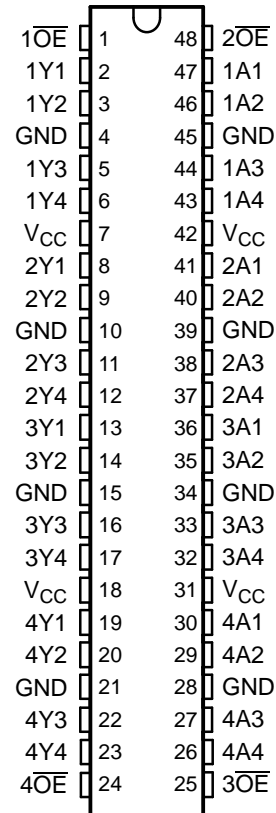 1O̅E̅ 1 48 2O̅E̅
1Y1 2 47 1A1
1Y2 3 46 1A2
GND 4 45 GND
1Y3 5 44 1A3
1Y4 6 43 1A4
VCC 7 42 VCC
2Y1 8 41 2A1
2Y2 9 40 2A2
GND 10 39 GND
2Y3 11 38 2A3
2Y4 12 37 2A4
3Y1 13 36 3A1
3Y2 14 35 3A2
GND 15 34 GND
3Y3 16 33 3A3
3Y4 17 32 3A4
VCC 18 31 VCC
4Y1 19 30 4A1
4Y2 20 29 4A2
GND 21 28 GND
4Y3 22 27 4A3
4Y4 23 26 4A4
4O̅E̅ 24 25 3O̅E̅